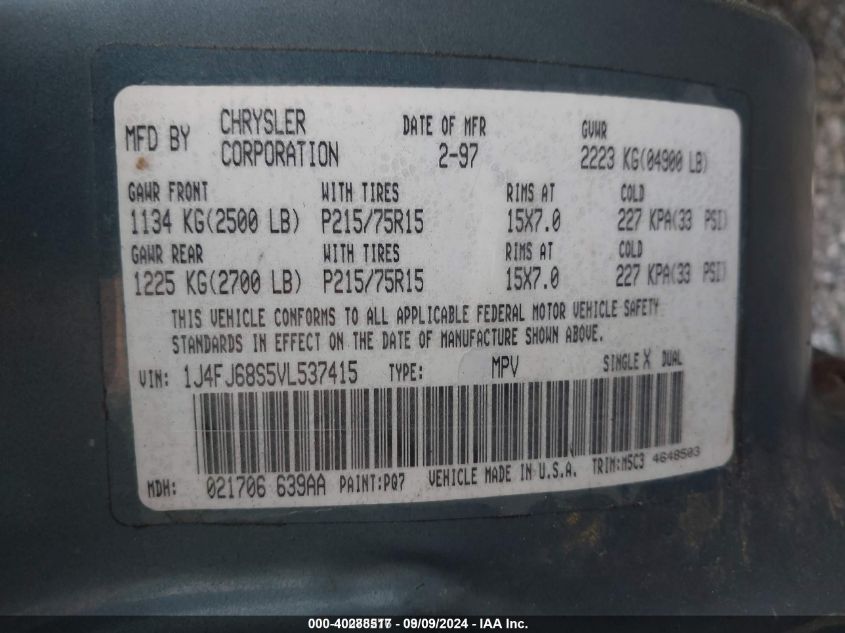 MFD BY CHRYSLER CORPORATION DATE OF MFR 2-97 GVWR 2223 KG(04900 LB)
GAWR FRONT WITH TIRES RIMS AT COLD
1134 KG(2500 LB) P215/75R15 15X7.0 227 KPA(33 PSI)
GAWR REAR WITH TIRES RIMS AT COLD
1225 KG(2700 LB) P215/75R15 15X7.0 227 KPA(33 PSI)
THIS VEHICLE CONFORMS TO ALL APPLICABLE FEDERAL MOTOR VEHICLE SAFETY
STANDARDS IN EFFECT ON THE DATE OF MANUFACTURE SHOWN ABOVE.
VIN: 1J4FJ68S5VL537415 TYPE: MPV SINGLE X DUAL
MDH: 021706 639AA PAINT:PQ7 VEHICLE MADE IN U.S.A. TRIM:N5C3 4648503
09/09/2024 - IAA Inc.